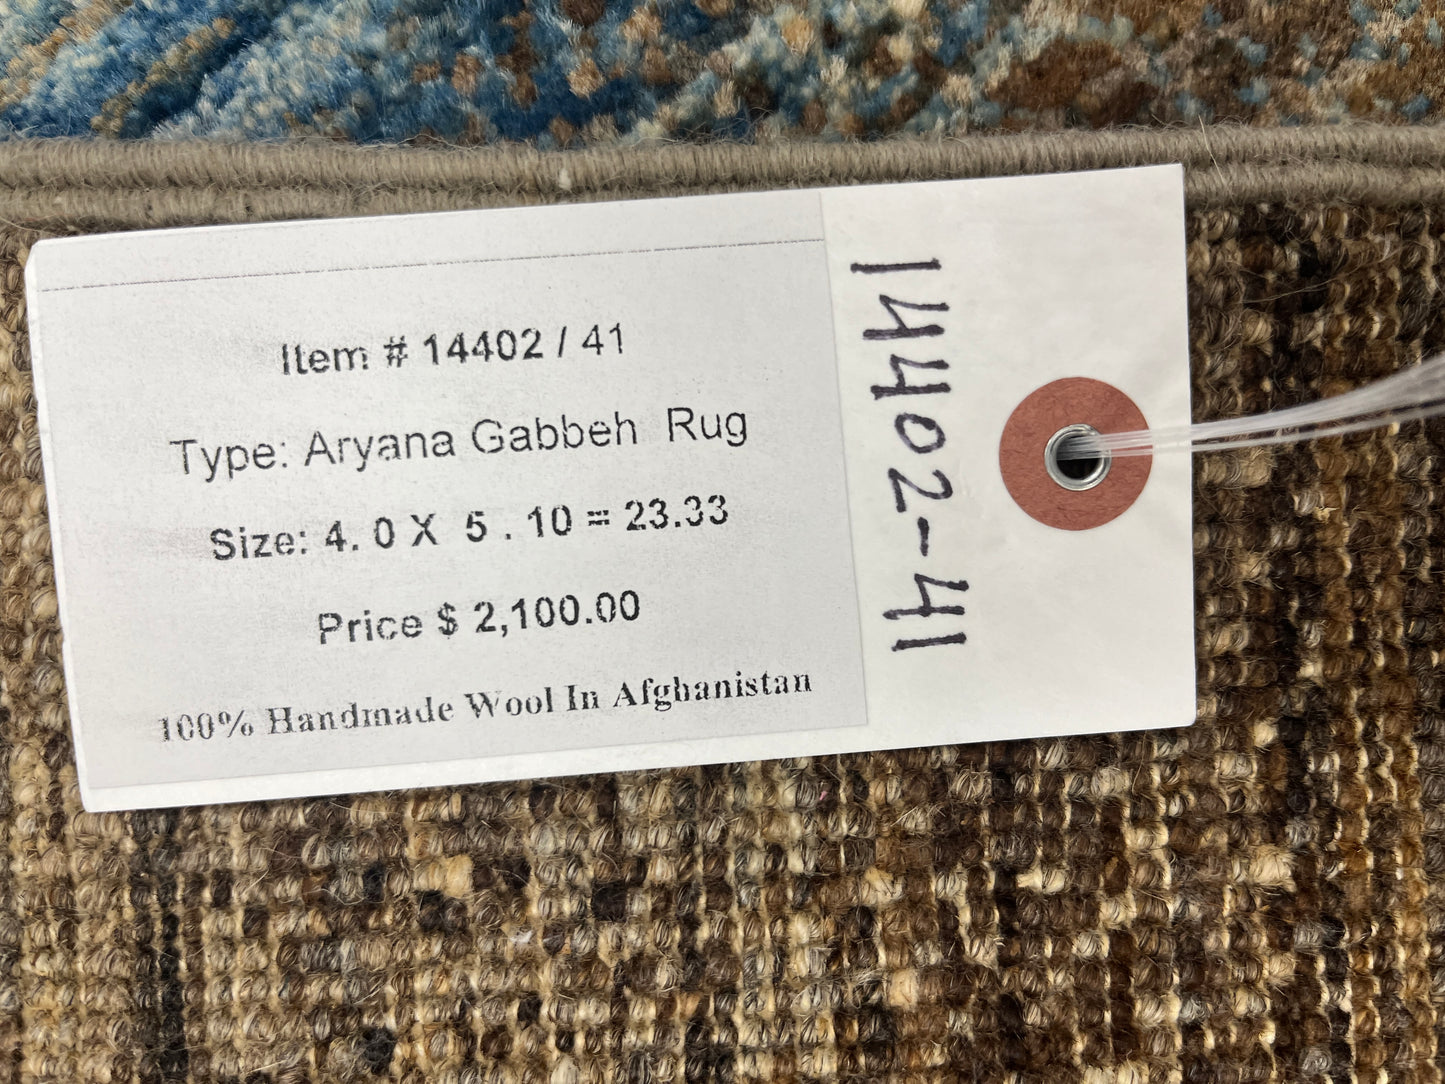 Item # 14402 / 41
Type: Aryana Gabbeh Rug
Size: 4. 0 X 5 . 10 = 23.33
Price $ 2,100.00
100% Handmade Wool In Afghanistan
14402-41